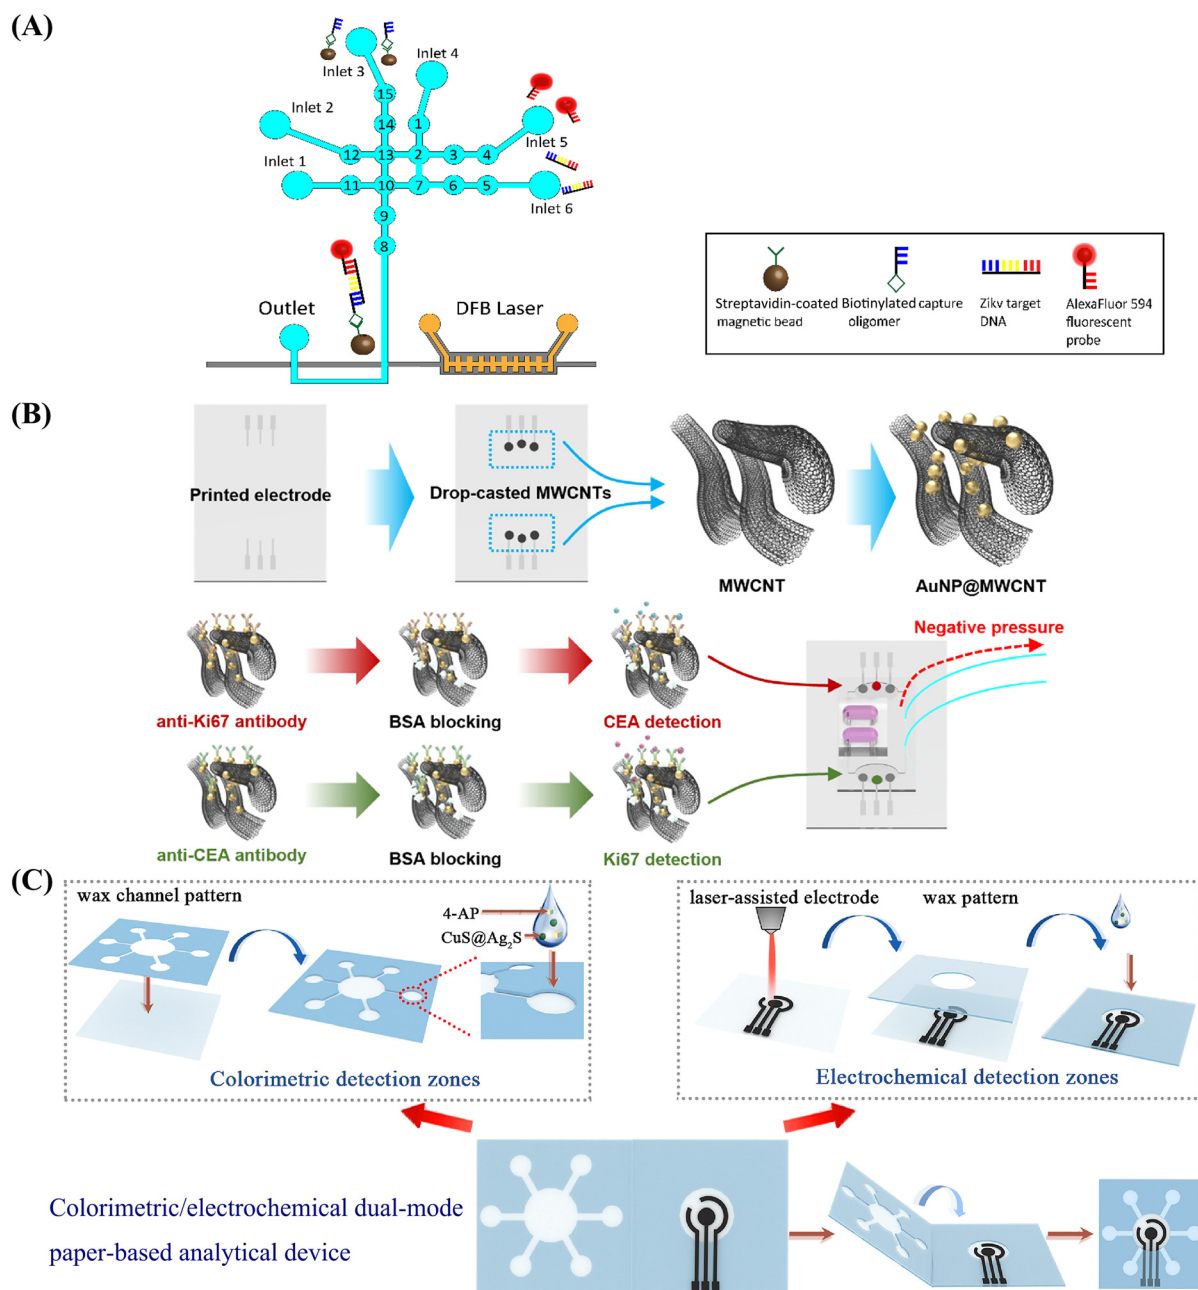 (A)
Inlet 3
Inlet 4
15
Inlet 2
14
1
Inlet 5
12
13
2
3
4
Inlet 1
11
10
7
6
5
Inlet 6
9
8
Outlet
DFB Laser
Streptavidin-coated
magnetic bead
Biotinylated capture
oligomer
Zikv target
DNA
AlexaFluor 594
fluorescent
probe
(B)
Printed electrode
Drop-casted MWCNTs
MWCNT
AuNP@MWCNT
Negative pressure
anti-Ki67 antibody
BSA blocking
CEA detection
anti-CEA antibody
BSA blocking
Ki67 detection
(C)
wax channel pattern
4-AP
CuS@Ag₂S
Colorimetric detection zones
laser-assisted electrode
wax pattern
Electrochemical detection zones
Colorimetric/electrochemical dual-mode
paper-based analytical device